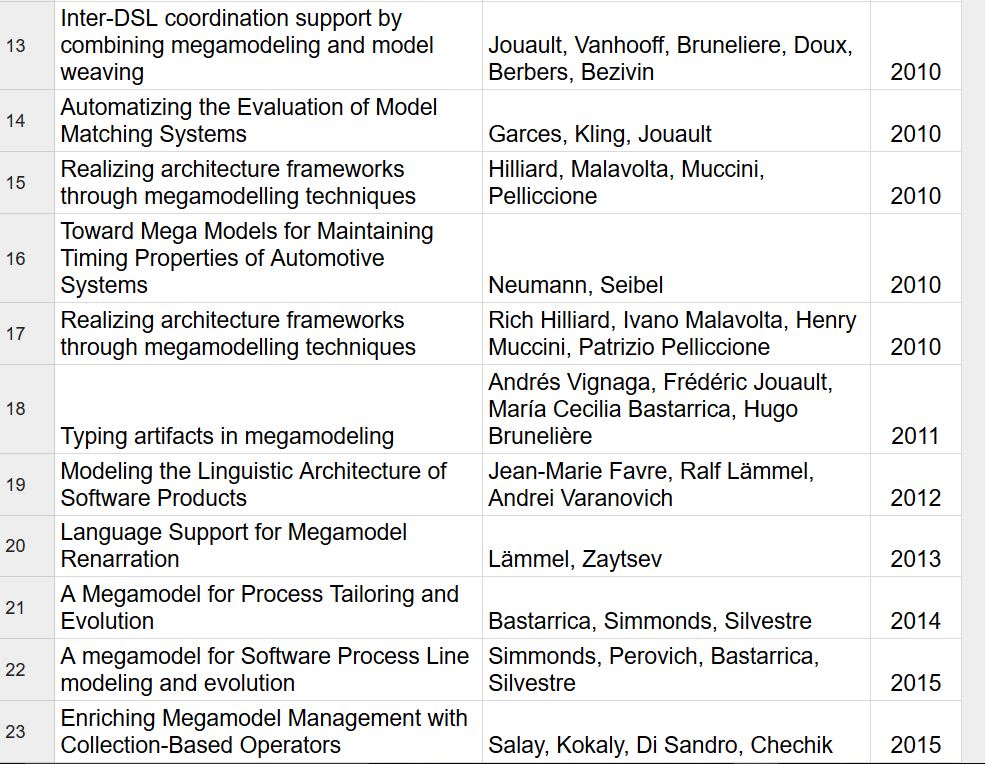 13
Inter-DSL coordination support by
combining megamodeling and model
weaving
Jouault, Vanhooff, Bruneliere, Doux,
Berbers, Bezivin
2010
14
Automatizing the Evaluation of Model
Matching Systems
Garces, Kling, Jouault
2010
15
Realizing architecture frameworks
through megamodelling techniques
Hilliard, Malavolta, Muccini,
Pelliccione
2010
16
Toward Mega Models for Maintaining
Timing Properties of Automotive
Systems
Neumann, Seibel
2010
17
Realizing architecture frameworks
through megamodelling techniques
Rich Hilliard, Ivano Malavolta, Henry
Muccini, Patrizio Pelliccione
2010
18
Typing artifacts in megamodeling
Andrés Vignaga, Frédéric Jouault,
María Cecilia Bastarrica, Hugo
Brunelière
2011
19
Modeling the Linguistic Architecture of
Software Products
Jean-Marie Favre, Ralf Lämmel,
Andrei Varanovich
2012
20
Language Support for Megamodel
Renarration
Lämmel, Zaytsev
2013
21
A Megamodel for Process Tailoring and
Evolution
Bastarrica, Simmonds, Silvestre
2014
22
A megamodel for Software Process Line
modeling and evolution
Simmonds, Perovich, Bastarrica,
Silvestre
2015
23
Enriching Megamodel Management with
Collection-Based Operators
Salay, Kokaly, Di Sandro, Chechik
2015